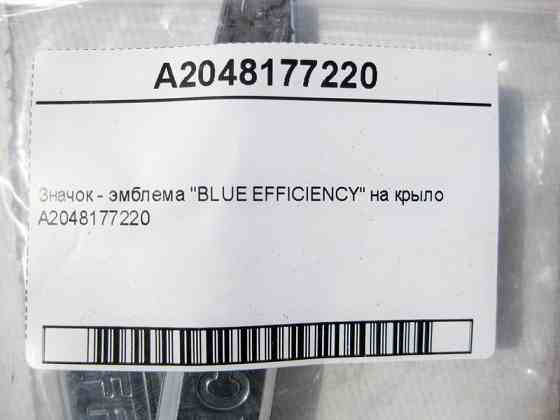 A2048177220
Значок - эмблема "BLUE EFFICIENCY" на крыло
A2048177220